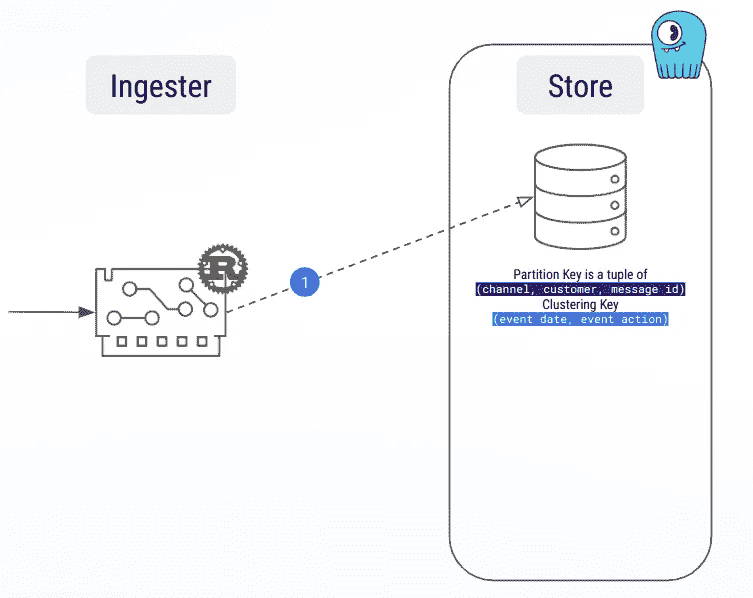 Ingester
Store
R
1
Partition Key is a tuple of
(channel, customer, message id)
Clustering Key
(event date, event action)